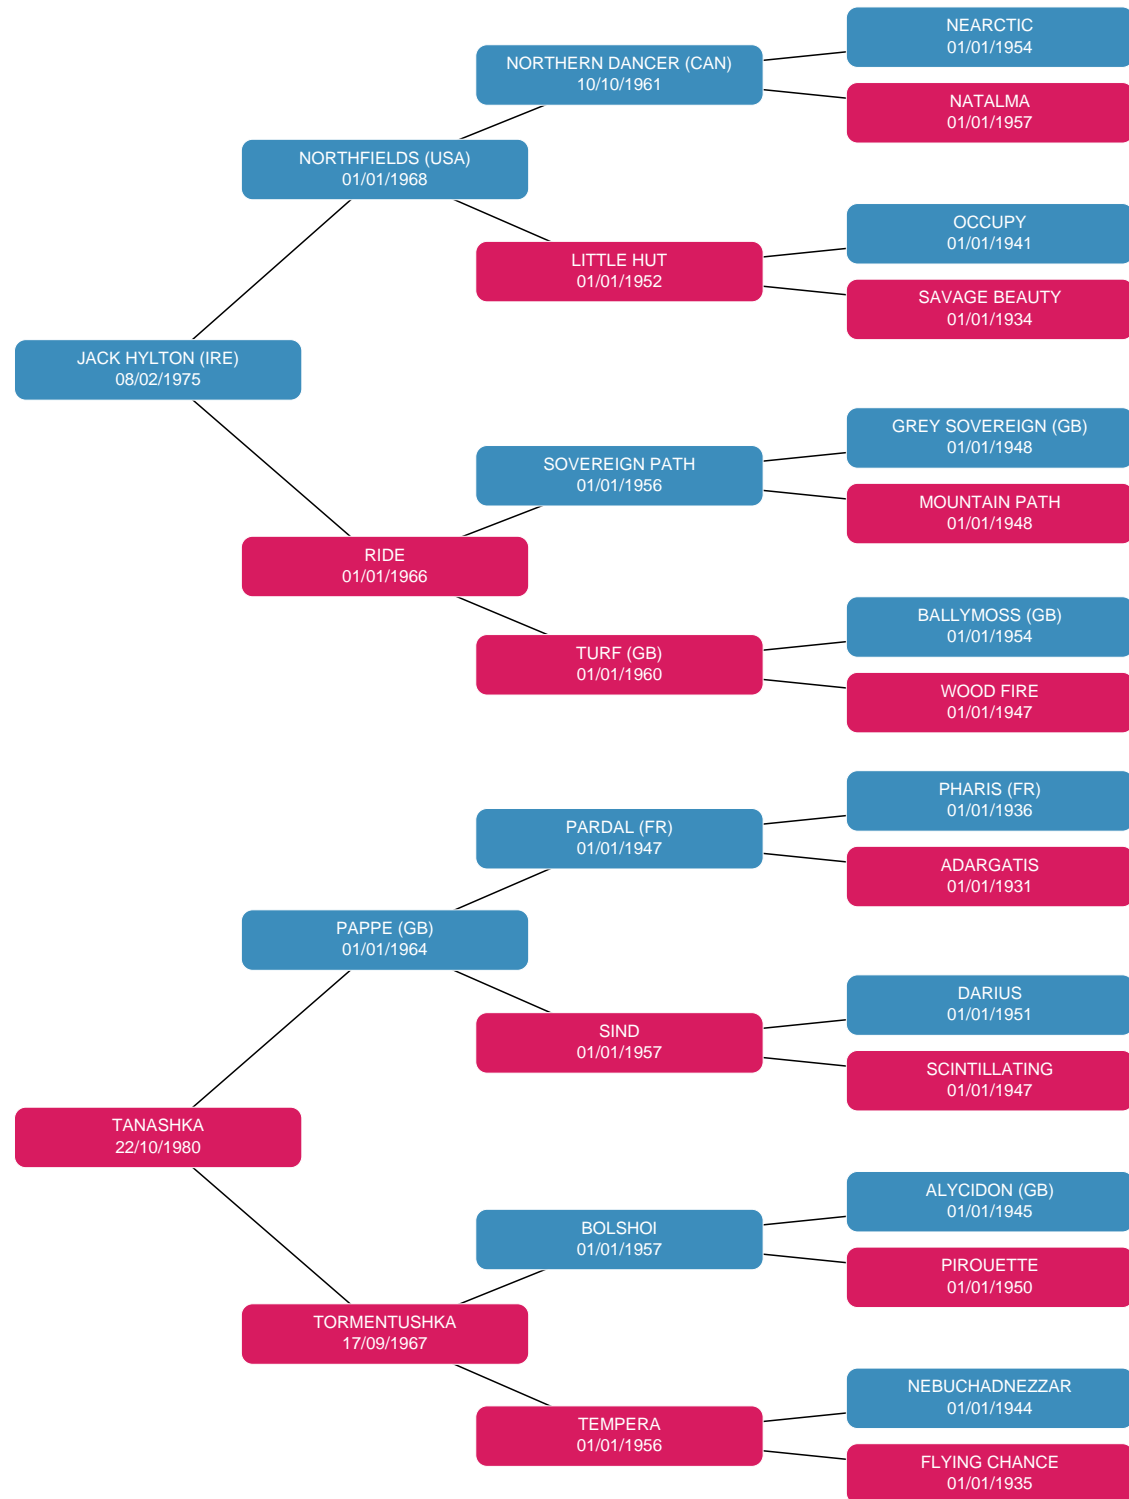 NEARCTIC
01/01/1954
NORTHERN DANCER (CAN)
10/10/1961
NATALMA
01/01/1957
NORTHFIELDS (USA)
01/01/1968
OCCUPY
01/01/1941
LITTLE HUT
01/01/1952
SAVAGE BEAUTY
01/01/1934
JACK HYLTON (IRE)
08/02/1975
GREY SOVEREIGN (GB)
01/01/1948
SOVEREIGN PATH
01/01/1956
MOUNTAIN PATH
01/01/1948
RIDE
01/01/1966
BALLYMOSS (GB)
01/01/1954
TURF (GB)
01/01/1960
WOOD FIRE
01/01/1947
PHARIS (FR)
01/01/1936
PARDAL (FR)
01/01/1947
ADARGATIS
01/01/1931
PAPPE (GB)
01/01/1964
DARIUS
01/01/1951
SIND
01/01/1957
SCINTILLATING
01/01/1947
TANASHKA
22/10/1980
ALYCIDON (GB)
01/01/1945
BOLSHOI
01/01/1957
PIROUETTE
01/01/1950
TORMENTUSHKA
17/09/1967
NEBUCHADNEZZAR
01/01/1944
TEMPERA
01/01/1956
FLYING CHANCE
01/01/1935